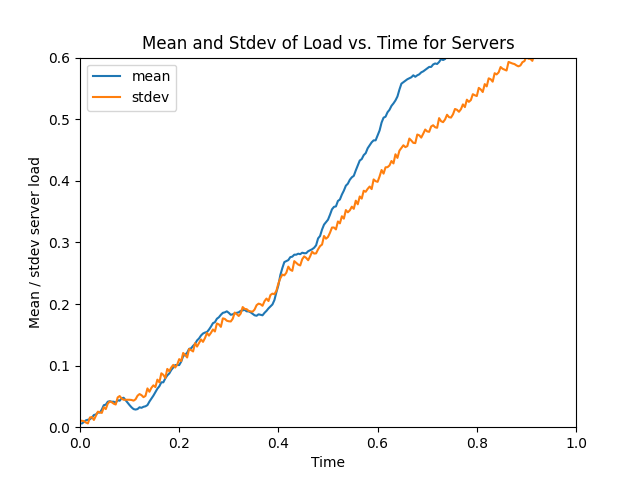 Mean and Stdev of Load vs. Time for Servers
mean
stdev
Mean / stdev server load
0.6
0.5
0.4
0.3
0.2
0.1
0.0
0.0 0.2 0.4 0.6 0.8 1.0
Time